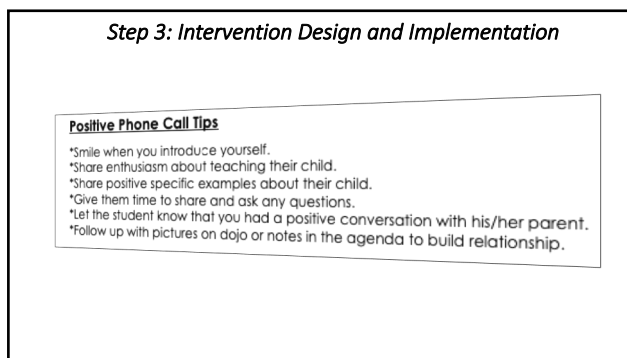 Step 3: Intervention Design and Implementation
Positive Phone Call Tips
*Smile when you introduce yourself.
*Share enthusiasm about teaching their child.
*Share positive specific examples about their child.
*Give them time to share and ask any questions.
*Let the student know that you had a positive conversation with his/her parent.
*Follow up with pictures on dojo or notes in the agenda to build relationship.